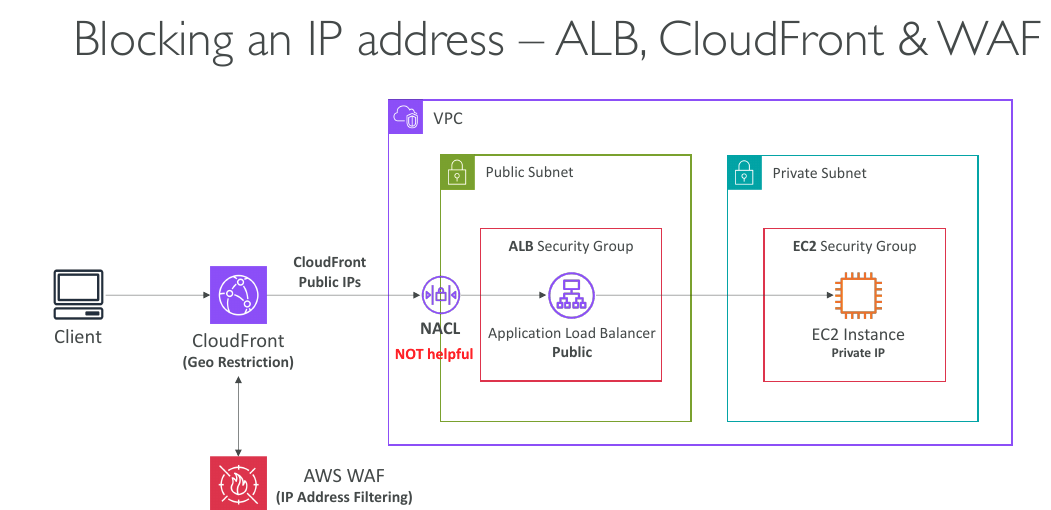 Blocking an IP address – ALB, CloudFront & WAF
VPC
Public Subnet
Private Subnet
ALB Security Group
EC2 Security Group
CloudFront
Public IPs
Client
CloudFront
(Geo Restriction)
NACL
NOT helpful
Application Load Balancer
Public
EC2 Instance
Private IP
AWS WAF
(IP Address Filtering)